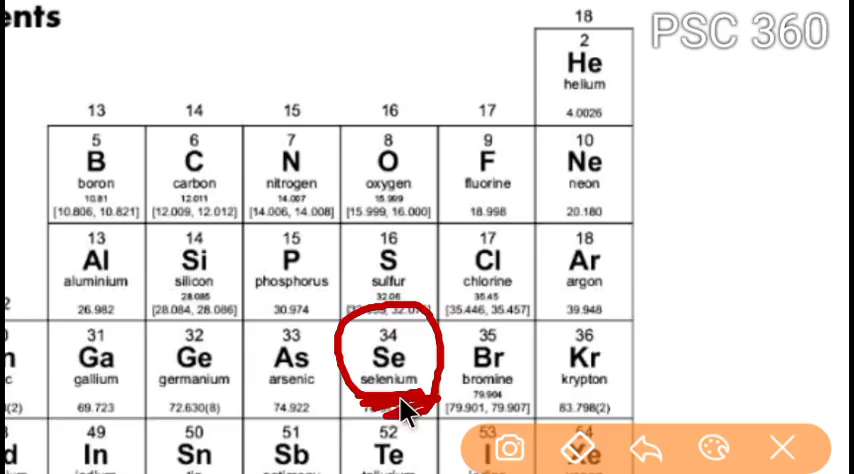 ents
PSC 360
18
2
He
helium
4.0026
13 14 15 16 17
5 6 7 8 9 10
B C N O F Ne
boron carbon nitrogen oxygen fluorine neon
10.81 12.011 14.007 15.999
[10.806, 10.821] [12.009, 12.012] [14.006, 14.008] [15.999, 16.000] 18.998 20.180
13 14 15 16 17 18
Al Si P S Cl Ar
aluminium silicon phosphorus sulfur chlorine argon
2 28.085 32.06 35.45
26.982 [28.084, 28.086] 30.974 [35.446, 35.457] 39.948
31 32 33 34 35 36
n Ga Ge As Se Br Kr
c gallium germanium arsenic selenium bromine krypton
79.904
(2) 69.723 72.630(8) 74.922 [79.901, 79.907] 83.798(2)
49 50 51 52 53 54
d In Sn Sb Te I Xe